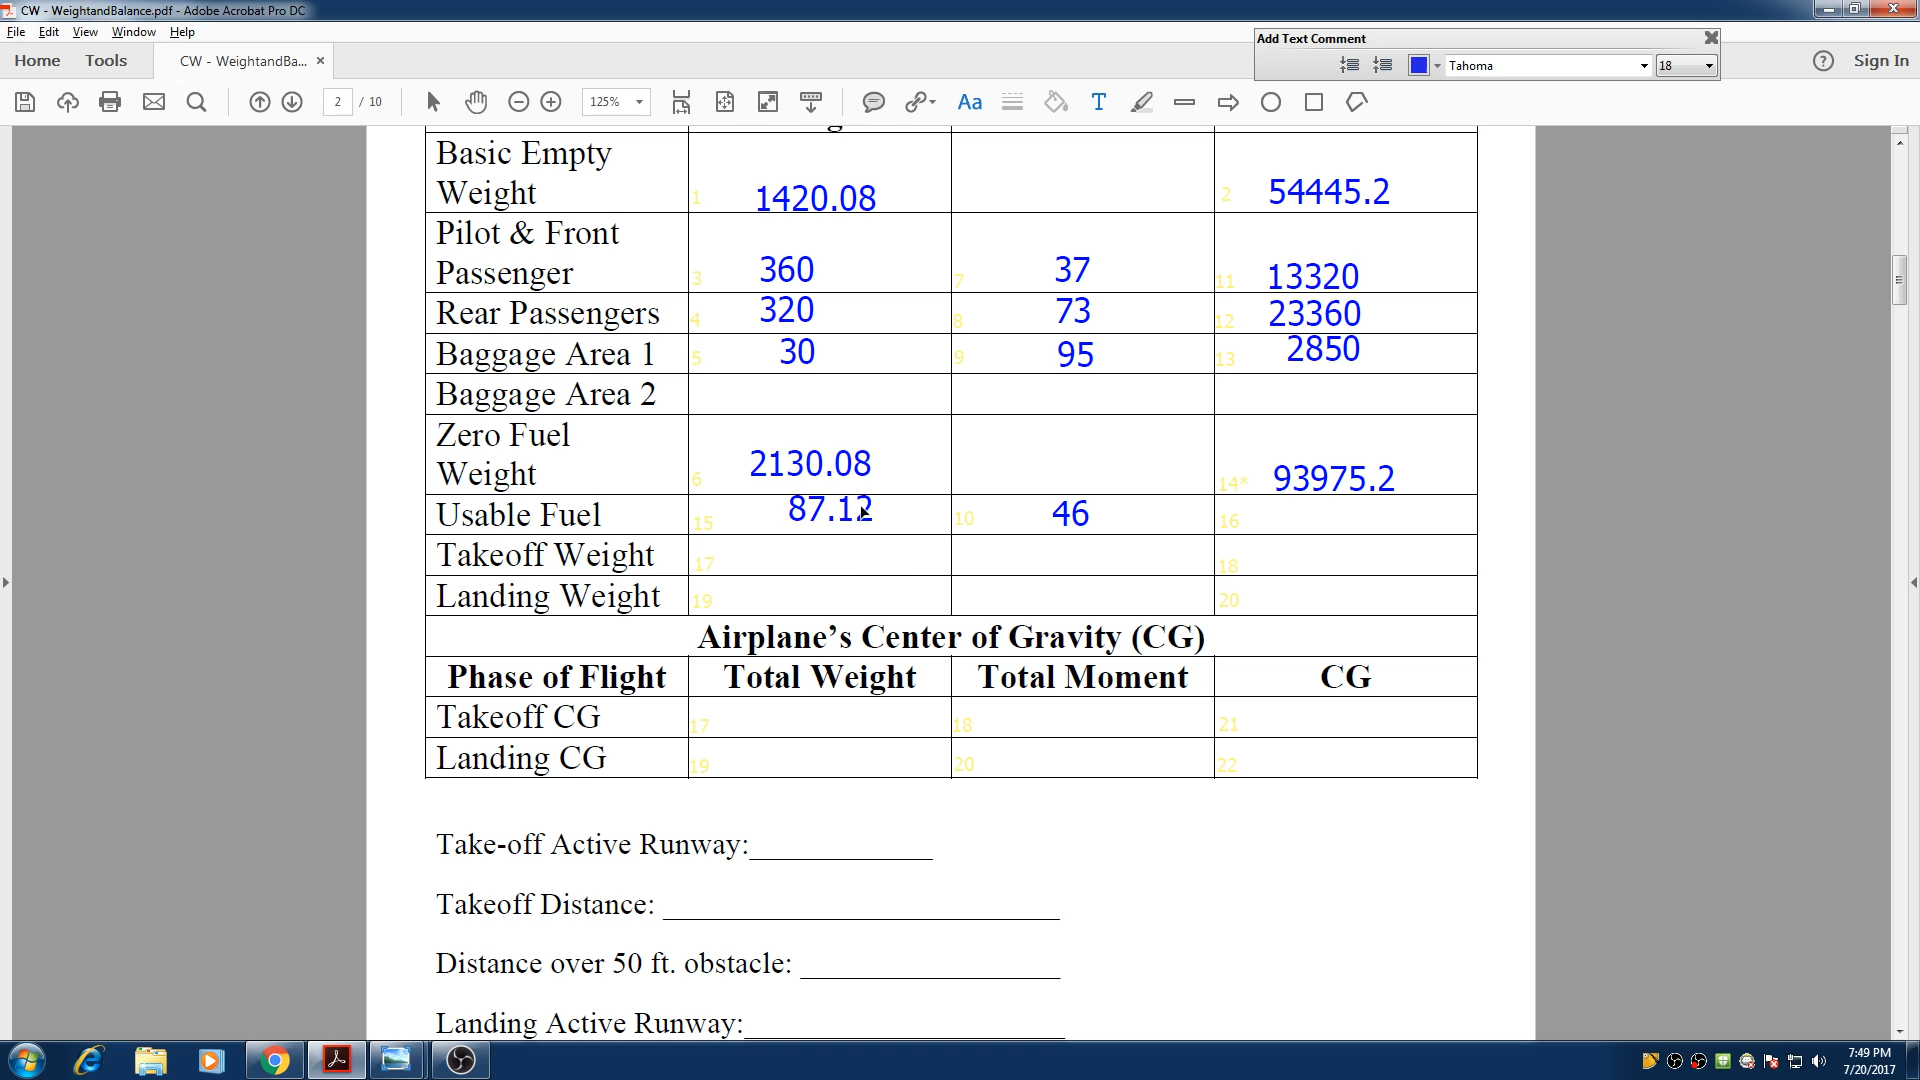 CW - WeightandBalance.pdf - Adobe Acrobat Pro DC
File Edit View Window Help
Add Text Comment
Home Tools CW - WeightandBa... ×
Tahoma 18
? Sign In
2 / 10 125% Aa T
Basic Empty
Weight 1 1420.08 2 54445.2
Pilot & Front
Passenger 3 360 7 37 11 13320
Rear Passengers 4 320 8 73 12 23360
Baggage Area 1 5 30 9 95 13 2850
Baggage Area 2
Zero Fuel
Weight 6 2130.08 14* 93975.2
Usable Fuel 15 87.12 10 46 16
Takeoff Weight 17 18
Landing Weight 19 20
Airplane’s Center of Gravity (CG)
Phase of Flight Total Weight Total Moment CG
Takeoff CG 17 18 21
Landing CG 19 20 22
Take-off Active Runway:_____________
Takeoff Distance: ____________________________
Distance over 50 ft. obstacle: __________________
Landing Active Runway:_______________________
7:49 PM
7/20/2017